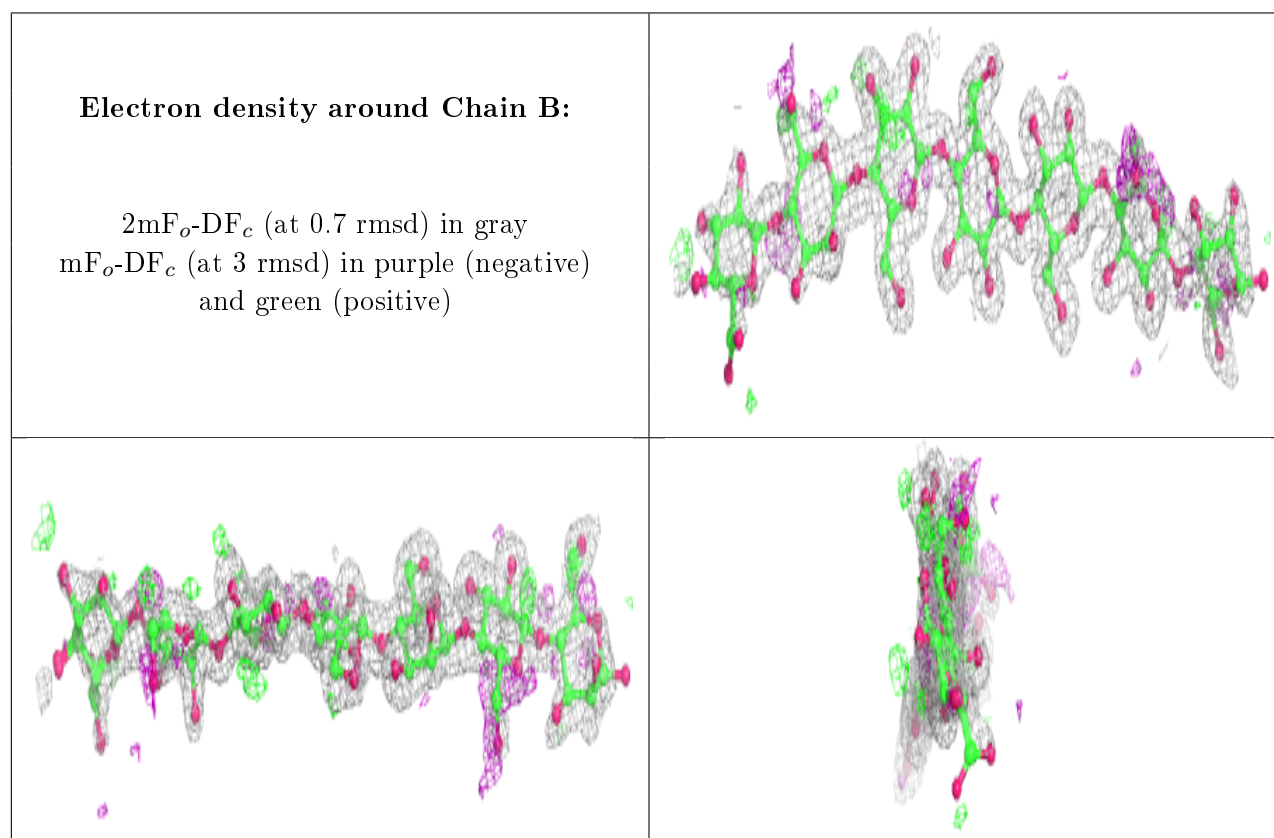 Electron density around Chain B:
2mFₒ-DF𝒸 (at 0.7 rmsd) in gray
mFₒ-DF𝒸 (at 3 rmsd) in purple (negative)
and green (positive)